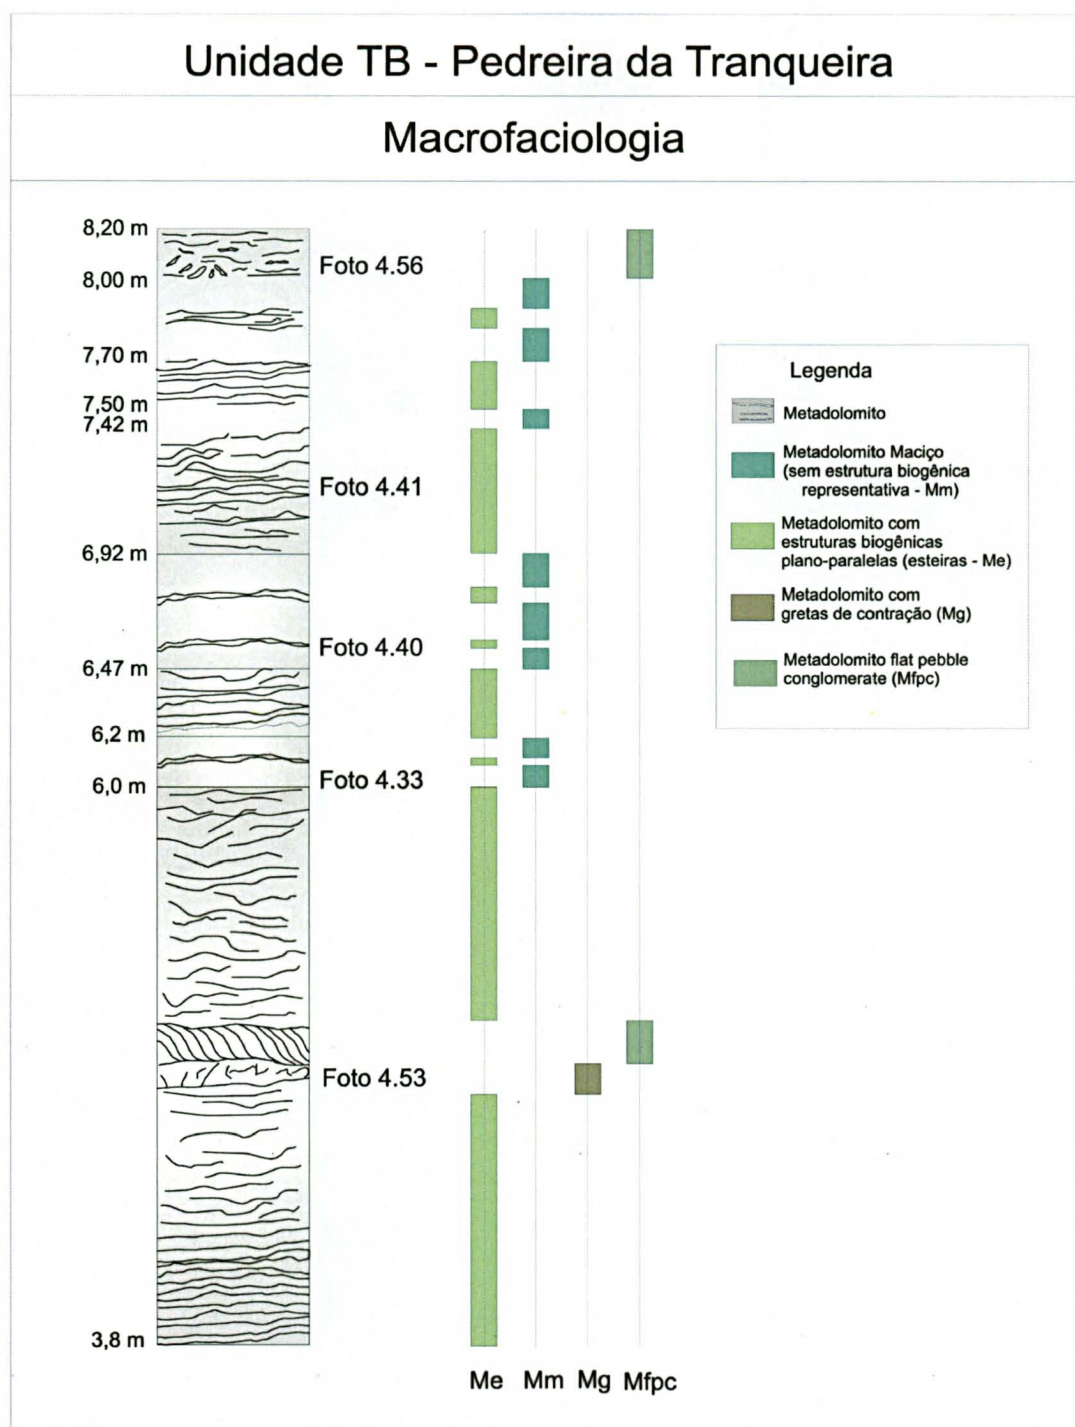 Unidade TB - Pedreira da Tranqueira
Macrofaciologia
8,20 m
Foto 4.56
8,00 m
7,70 m
7,50 m
7,42 m
Foto 4.41
6,92 m
Foto 4.40
6,47 m
6,2 m
6,0 m
Foto 4.33
Foto 4.53
3,8 m
Me Mm Mg Mfpc
Legenda
Metadolomito
Metadolomito Maciço
(sem estrutura biogênica
representativa - Mm)
Metadolomito com
estruturas biogênicas
plano-paralelas (esteiras - Me)
Metadolomito com
gretas de contração (Mg)
Metadolomito flat pebble
conglomerate (Mfpc)